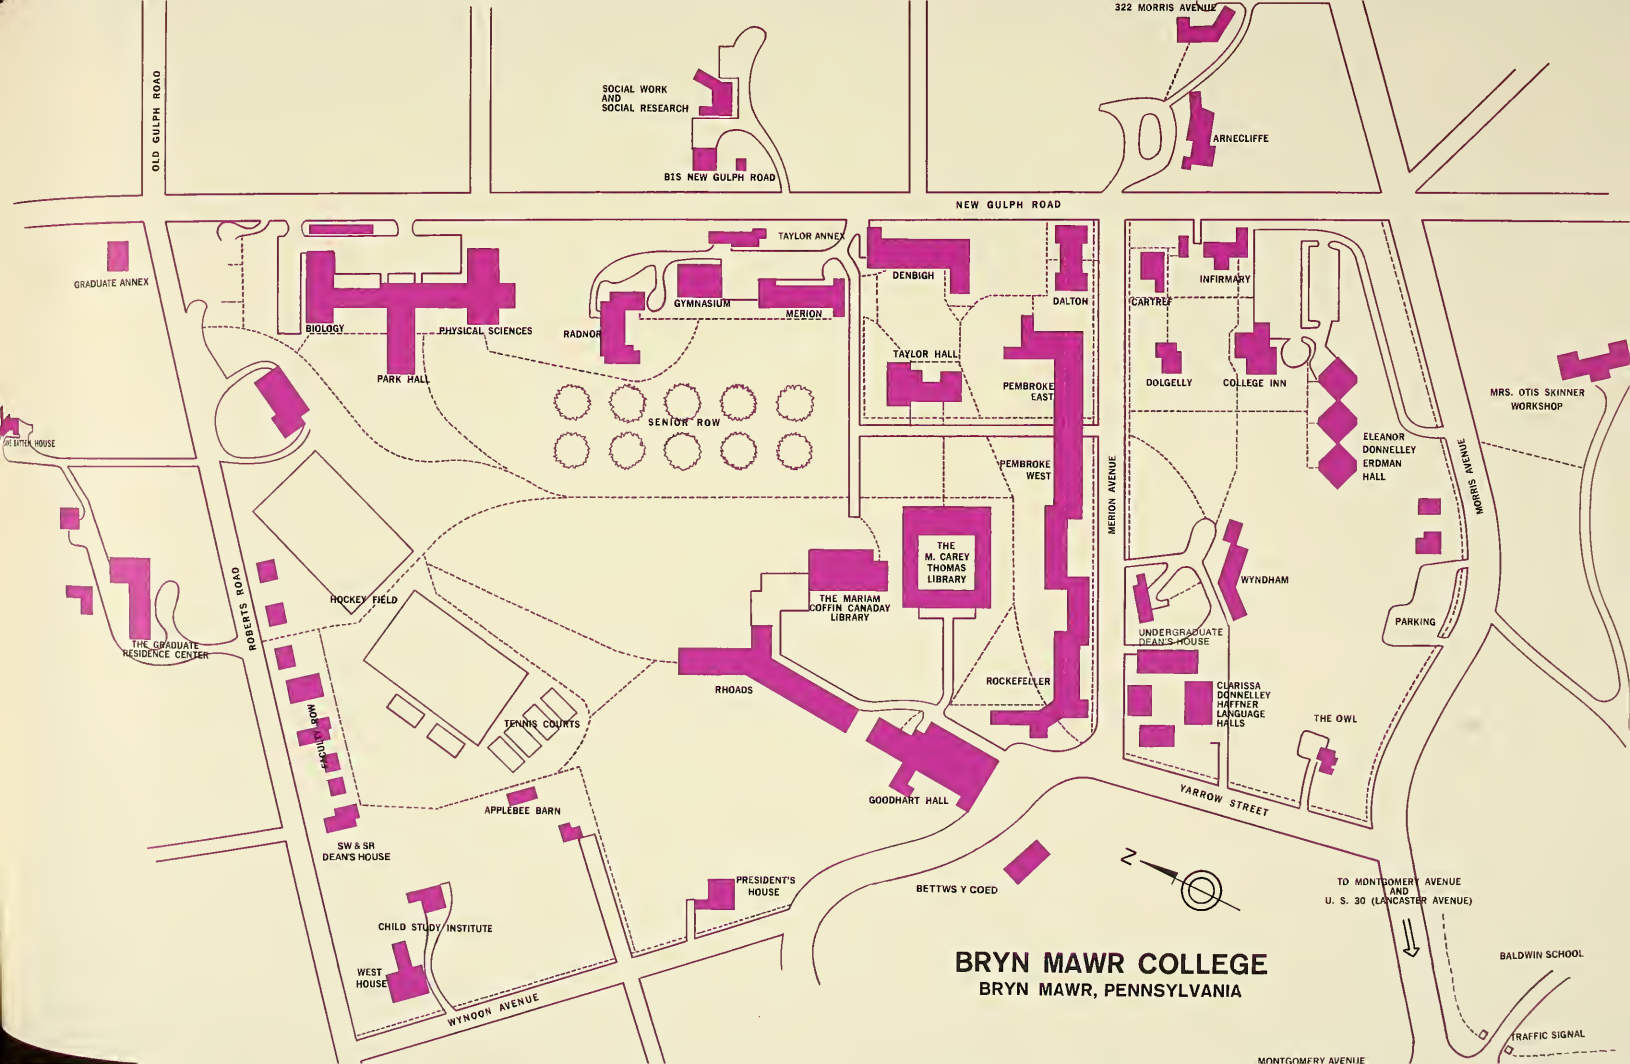 322 MORRIS AVENUE
OLD GULPH ROAD
SOCIAL WORK
AND
SOCIAL RESEARCH
ARNECLIFFE
815 NEW GULPH ROAD
NEW GULPH ROAD
TAYLOR ANNEX
GRADUATE ANNEX
DENBIGH
INFIRMARY
GYMNASIUM
MERION
DALTON
CARTREF
BIOLOGY
PHYSICAL SCIENCES
RADNOR
TAYLOR HALL
PARK HALL
PEMBROKE
EAST
DOLGELLY
COLLEGE INN
MRS. OTIS SKINNER
WORKSHOP
SENIOR ROW
BATTEN HOUSE
ELEANOR
DONNELLEY
ERDMAN
HALL
PEMBROKE
WEST
MERION AVENUE
MORRIS AVENUE
THE
M. CAREY
THOMAS
LIBRARY
WYNDHAM
HOCKEY FIELD
THE MARIAM
COFFIN CANADAY
LIBRARY
ROBERTS ROAD
PARKING
UNDERGRADUATE
DEAN'S HOUSE
THE GRADUATE
RESIDENCE CENTER
ROCKEFELLER
RHOADS
CLARISSA
DONNELLEY
HAFFNER
LANGUAGE
HALLS
THE OWL
TENNIS COURTS
FACULTY ROW
GOODHART HALL
YARROW STREET
APPLEBEE BARN
SW & SR
DEAN'S HOUSE
N
PRESIDENT'S
HOUSE
BETTWS Y COED
TO MONTGOMERY AVENUE
AND
U. S. 30 (LANCASTER AVENUE)
CHILD STUDY INSTITUTE
WEST
HOUSE
BALDWIN SCHOOL
BRYN MAWR COLLEGE
BRYN MAWR, PENNSYLVANIA
WYNDON AVENUE
TRAFFIC SIGNAL
MONTGOMERY AVENUE